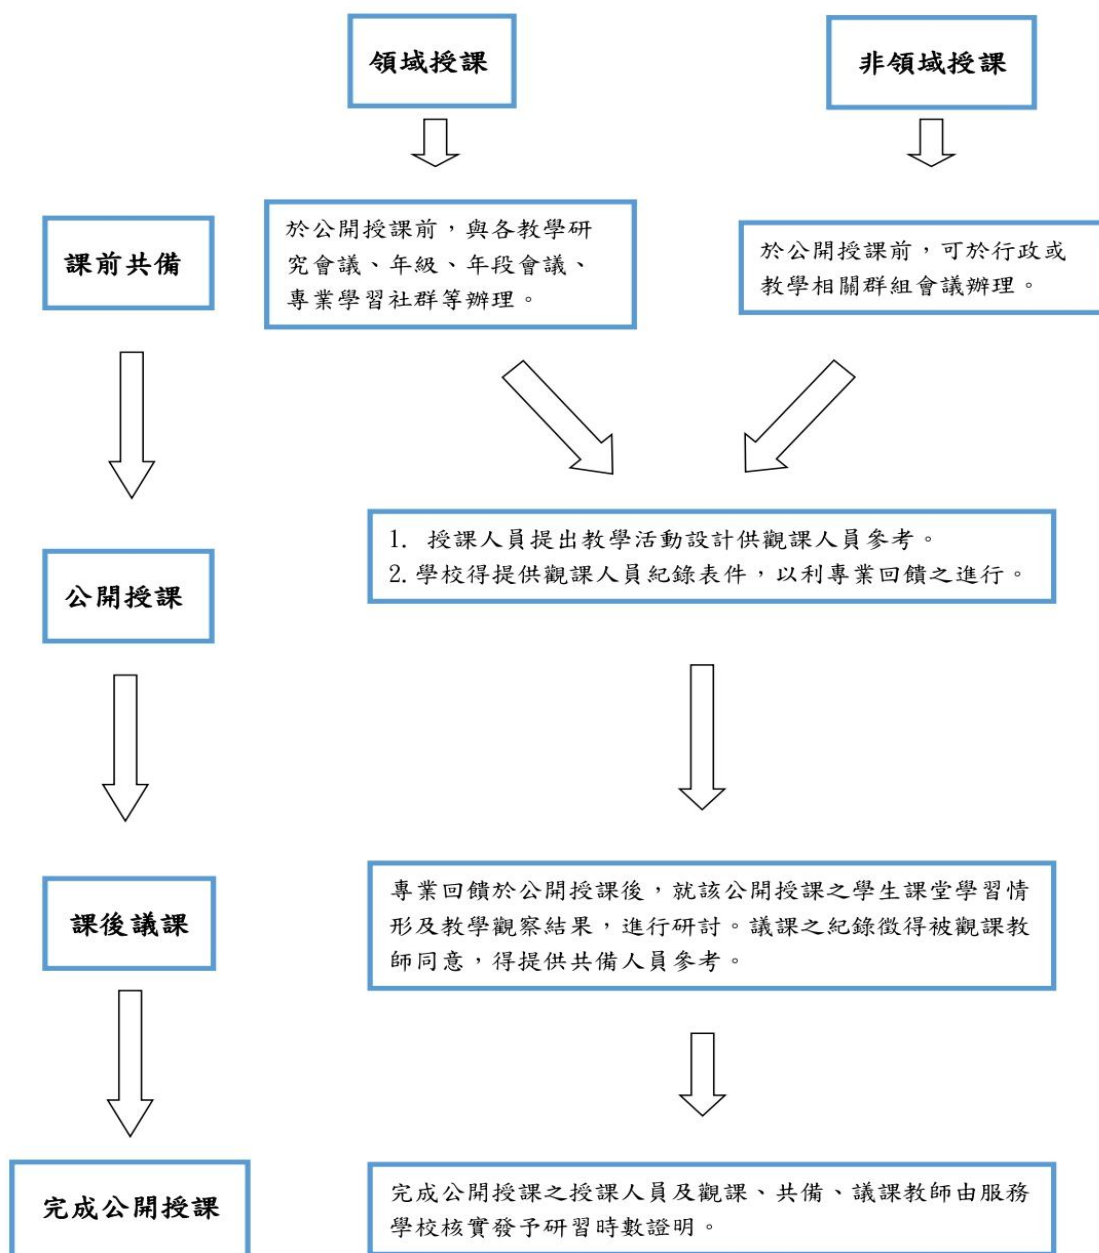 領域授課
非領域授課
課前共備
於公開授課前,與各教學研
究會議、年級、年段會議、
專業學習社群等辦理。
於公開授課前,可於行政或
教學相關群組會議辦理。
公開授課
1. 授課人員提出教學活動設計供觀課人員參考。
2. 學校得提供觀課人員紀錄表件,以利專業回饋之進行。
課後議課
專業回饋於公開授課後,就該公開授課之學生課堂學習情
形及教學觀察結果,進行研討。議課之紀錄徵得被觀課教
師同意,得提供共備人員參考。
完成公開授課
完成公開授課之授課人員及觀課、共備、議課教師由服務
學校核實發予研習時數證明。